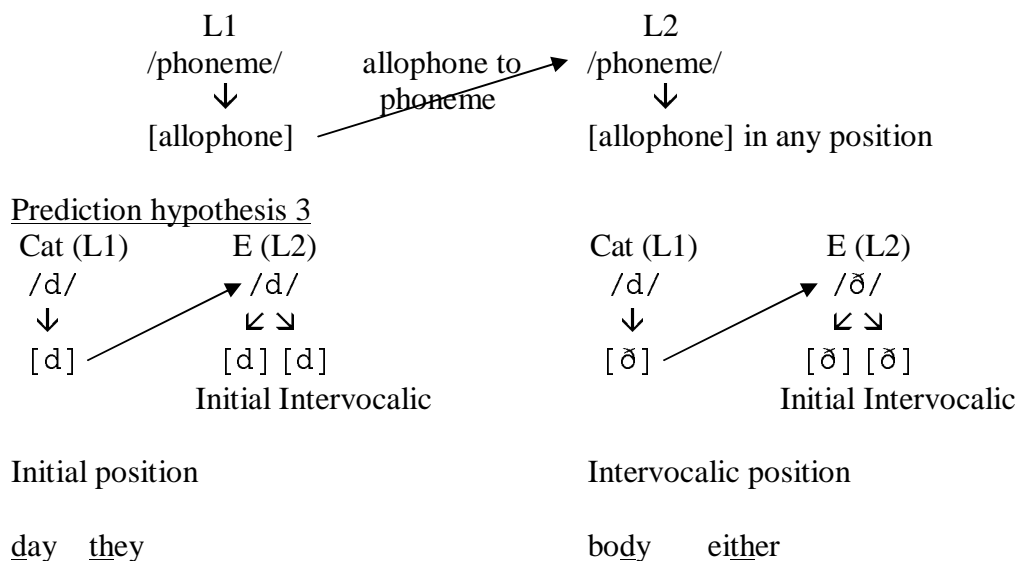 L1 L2
/phoneme/ allophone to /phoneme/
phoneme
[allophone] [allophone] in any position
Prediction hypothesis 3
Cat (L1) E (L2) Cat (L1) E (L2)
/d/ /d/ /d/ /ð/
[d] [d] [d] [ð] [ð] [ð]
Initial Intervocalic Initial Intervocalic
Initial position Intervocalic position
day they body either